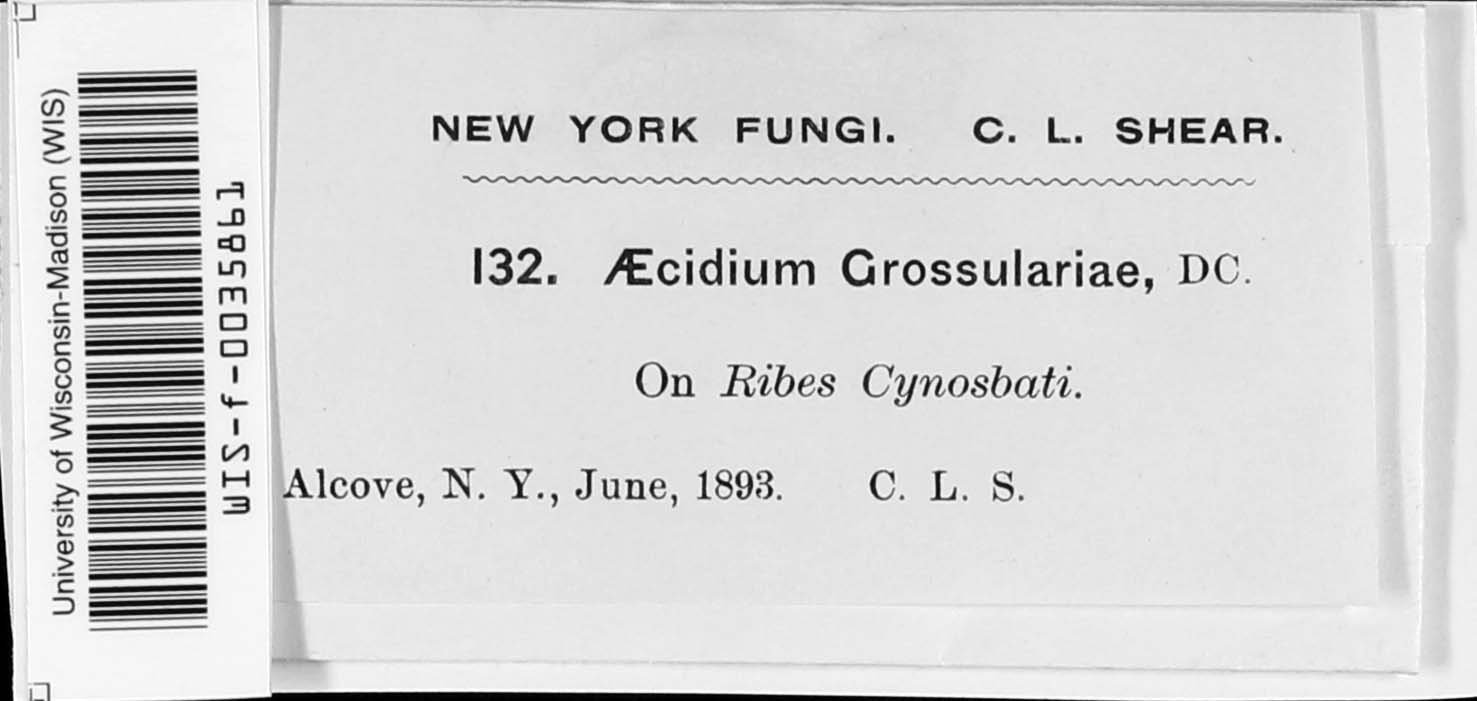 University of Wisconsin-Madison (WIS)
WIS-f-0035861
NEW YORK FUNGI. C. L. SHEAR.
132. Æcidium Grossulariae, DC.
On Ribes Cynosbati.
Alcove, N. Y., June, 1893. C. L. S.